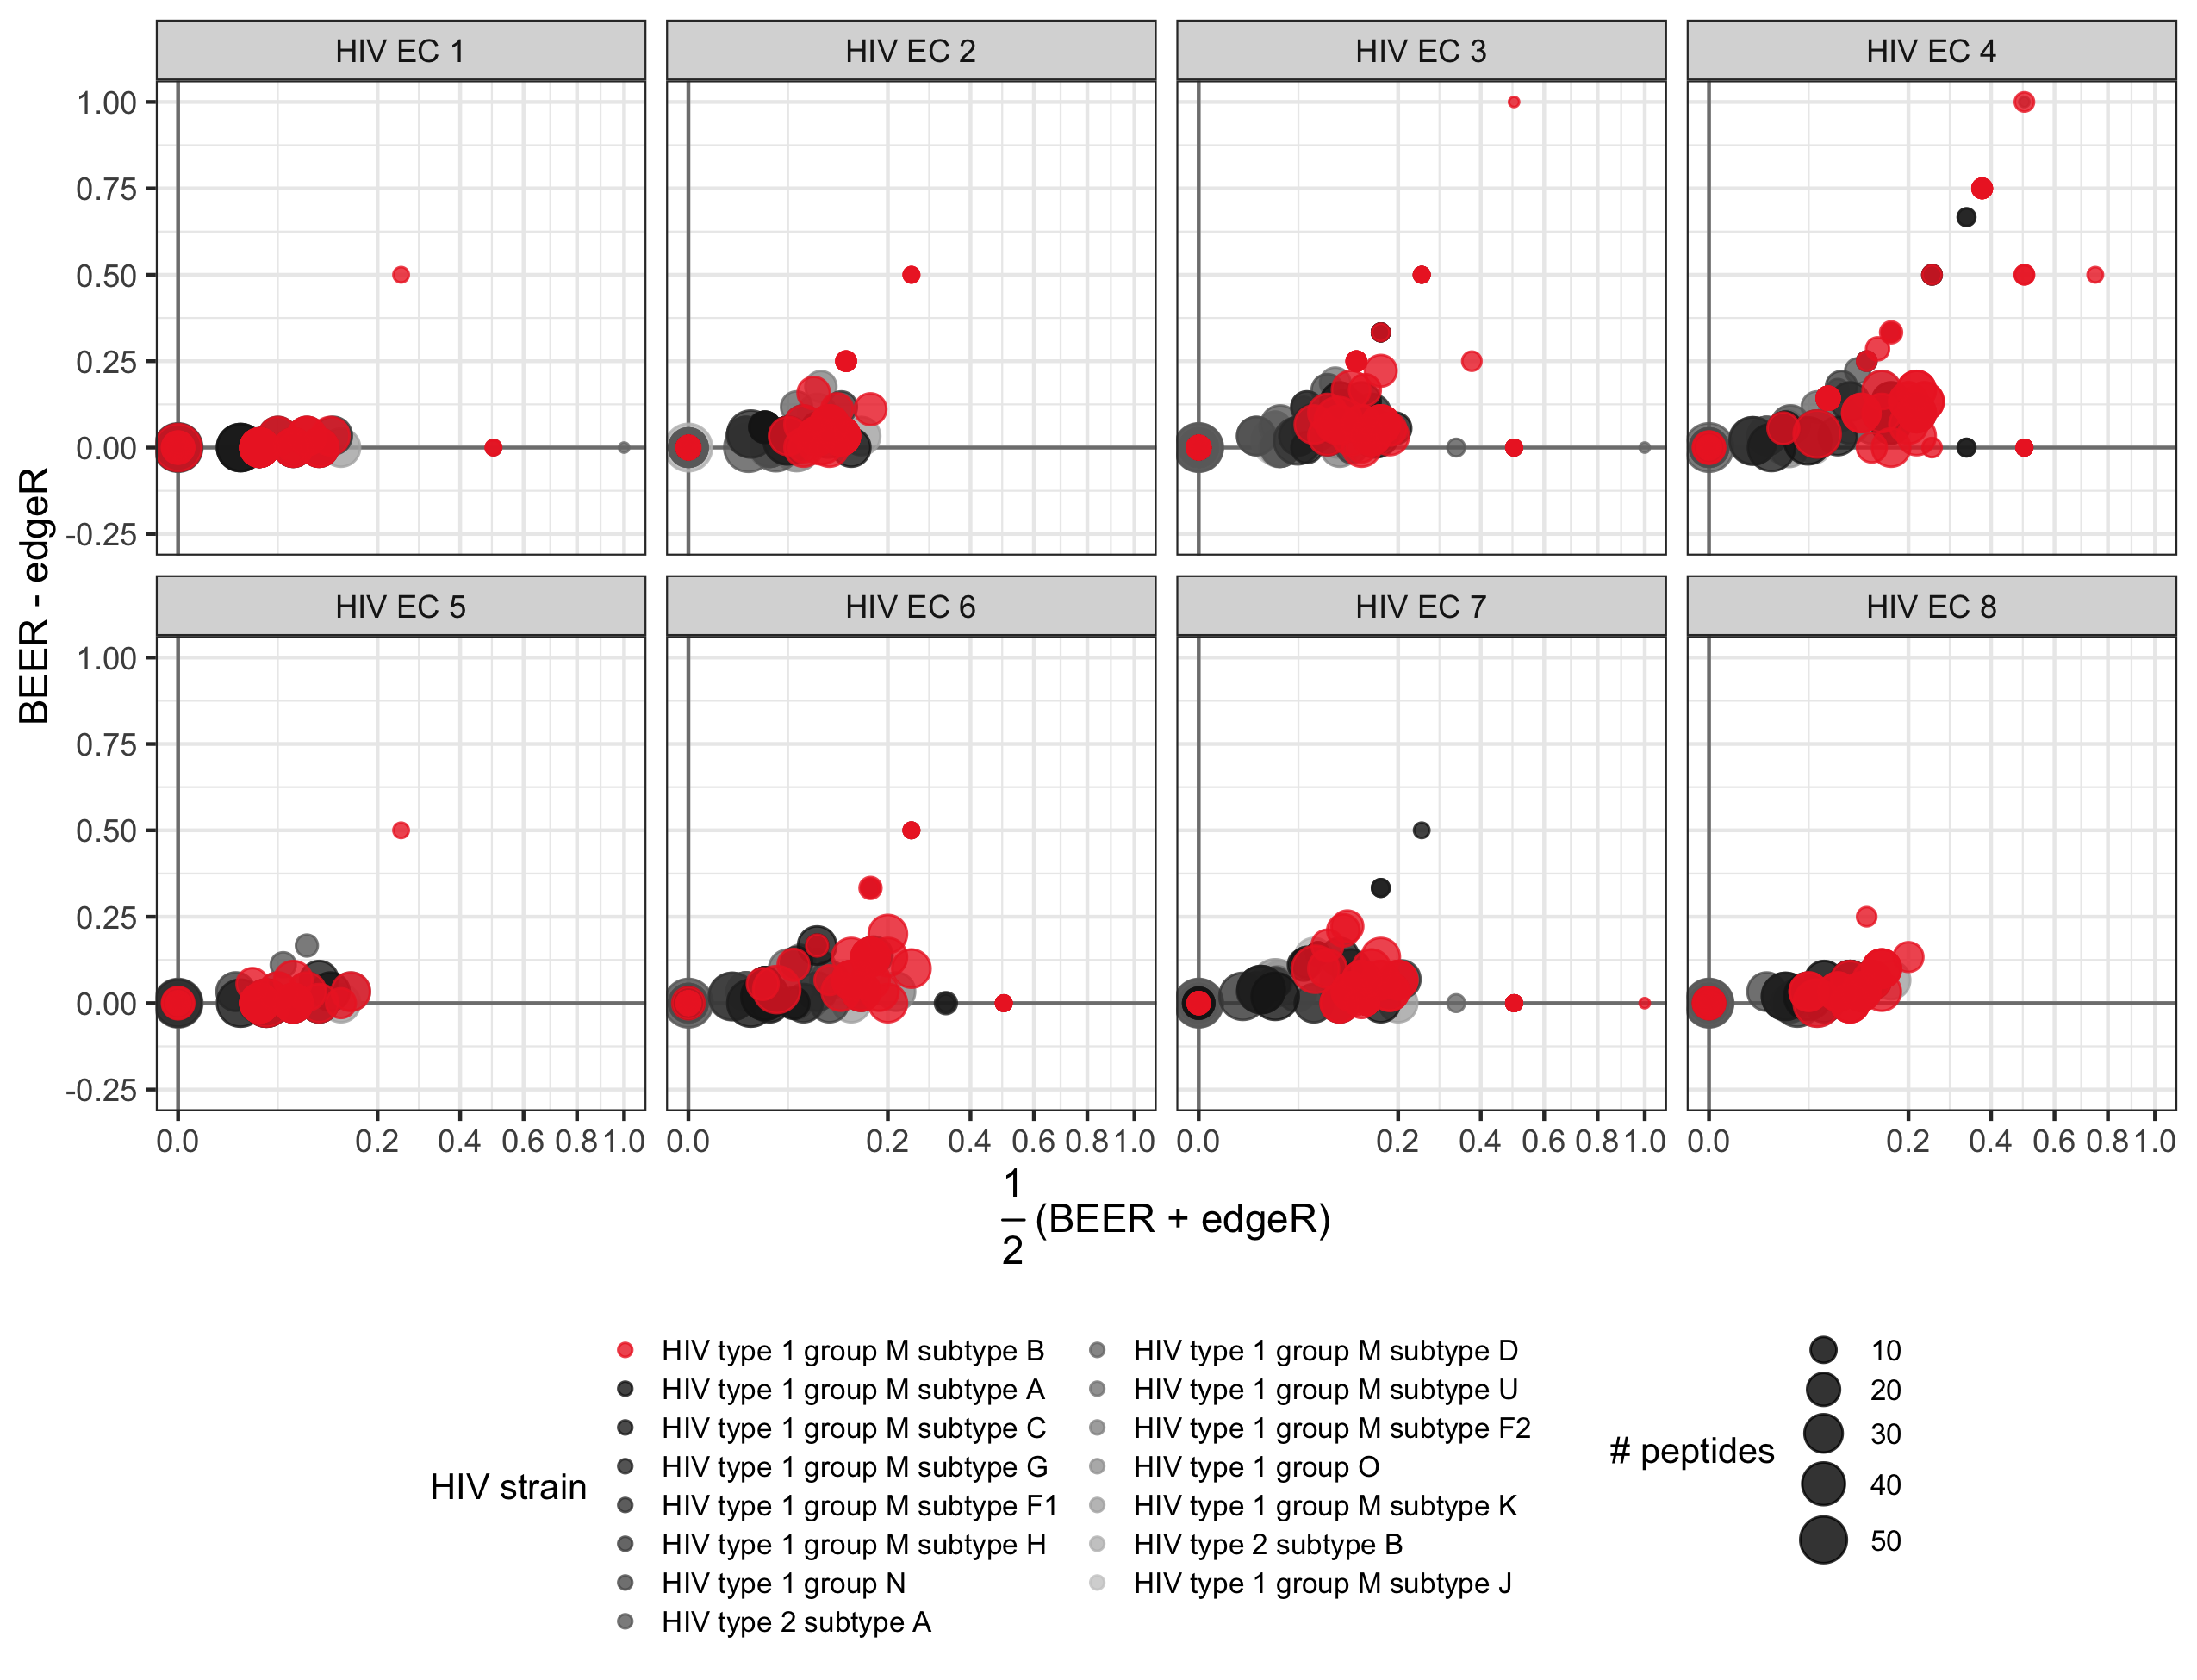 HIV EC 1 HIV EC 2 HIV EC 3 HIV EC 4
1.00
0.75
0.50
0.25
0.00
-0.25
BEER - edgeR
HIV EC 5 HIV EC 6 HIV EC 7 HIV EC 8
1.00
0.75
0.50
0.25
0.00
-0.25
0.0 0.2 0.4 0.6 0.8 1.0 0.0 0.2 0.4 0.6 0.8 1.0 0.0 0.2 0.4 0.6 0.8 1.0 0.0 0.2 0.4 0.6 0.8 1.0
1
2
(BEER + edgeR)
HIV strain
HIV type 1 group M subtype B
HIV type 1 group M subtype A
HIV type 1 group M subtype C
HIV type 1 group M subtype G
HIV type 1 group M subtype F1
HIV type 1 group M subtype H
HIV type 1 group N
HIV type 2 subtype A
HIV type 1 group M subtype D
HIV type 1 group M subtype U
HIV type 1 group M subtype F2
HIV type 1 group O
HIV type 1 group M subtype K
HIV type 2 subtype B
HIV type 1 group M subtype J
# peptides
10
20
30
40
50